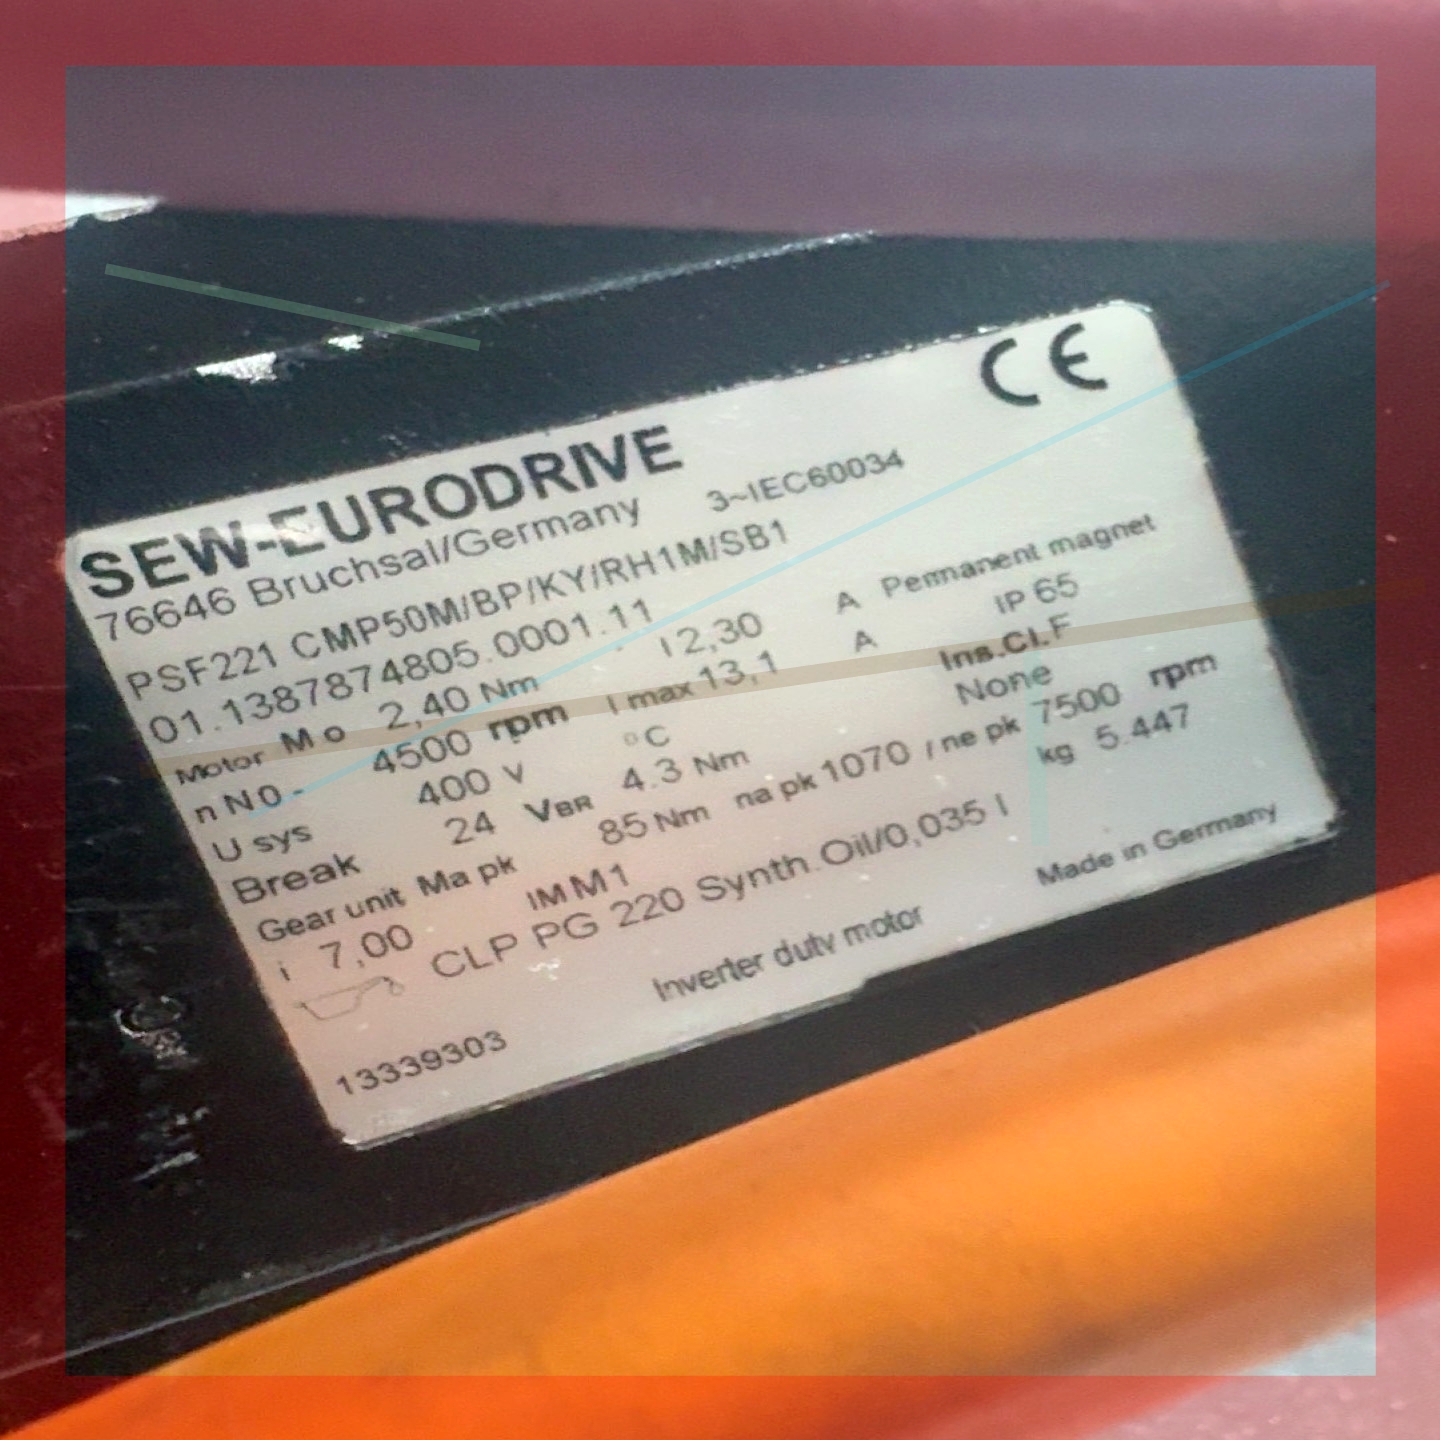 CE
SEW-EURODRIVE
76646 Bruchsal/Germany 3~IEC60034
PSF221 CMP50M/BP/KY/RH1M/SB1
01.1387874805.0001.11
Motor Mo 2,40 Nm I 2,30 A Permanent magnet
n N0 - 4500 rpm I max 13,1 A IP 65
U sys 400 V °C Ins.Cl.F
Break 24 VBR 4.3 Nm None
Gear unit Ma pk 85 Nm na pk 1070 / ne pk 7500 rpm
i 7,00 IM M1 kg 5.447
CLP PG 220 Synth.Oil/0,035 l
Made in Germany
Inverter duty motor
13339303